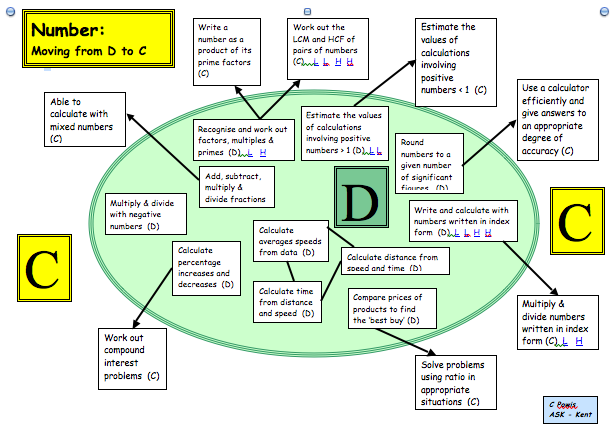 Number:
Moving from D to C
Write a
number as a
product of its
prime factors
(C)
Work out the
LCM and HCF of
pairs of numbers
(C) L L H H
Estimate the
values of
calculations
involving
positive
numbers < 1 (C)
Able to
calculate with
mixed numbers
(C)
Use a calculator
efficiently and
give answers to
an appropriate
degree of
accuracy (C)
Recognise and work out
factors, multiples &
primes (D) L H
Estimate the values
of calculations
involving positive
numbers > 1 (D) L L
Round
numbers to a
given number
of significant
figures (D)
Add, subtract,
multiply &
divide fractions
D
Multiply & divide
with negative
numbers (D)
Write and calculate with
numbers written in index
form (D) L L H H
C
C
Calculate
averages speeds
from data (D)
Calculate
percentage
increases and
decreases (D)
Calculate distance from
speed and time (D)
Calculate time
from distance
and speed (D)
Compare prices of
products to find
the 'best buy' (D)
Multiply &
divide numbers
written in index
form (C) L H
Work out
compound
interest
problems (C)
Solve problems
using ratio in
appropriate
situations (C)
C
ASK - Kent